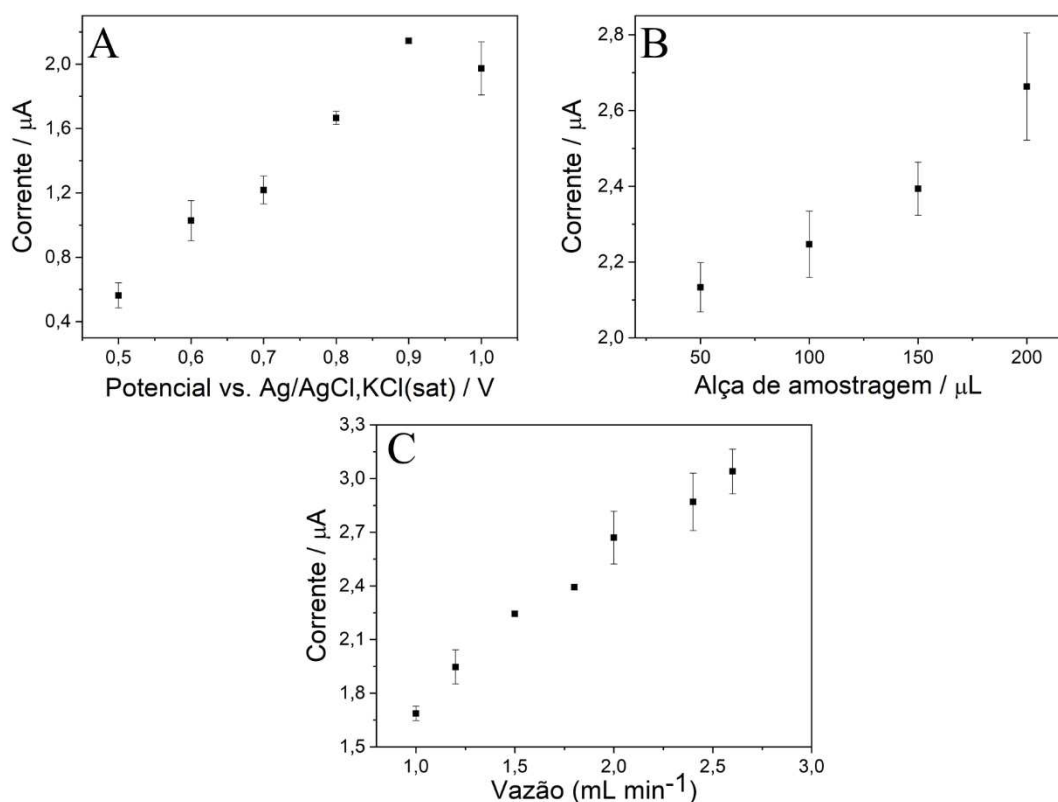 A
Corrente / μA
2,0
1,6
1,2
0,8
0,4
0,5 0,6 0,7 0,8 0,9 1,0
Potencial vs. Ag/AgCl,KCl(sat) / V
B
Corrente / μA
2,8
2,6
2,4
2,2
2,0
50 100 150 200
Alça de amostragem / μL
C
Corrente / μA
3,3
3,0
2,7
2,4
2,1
1,8
1,5
1,0 1,5 2,0 2,5 3,0
Vazão (mL min⁻¹)